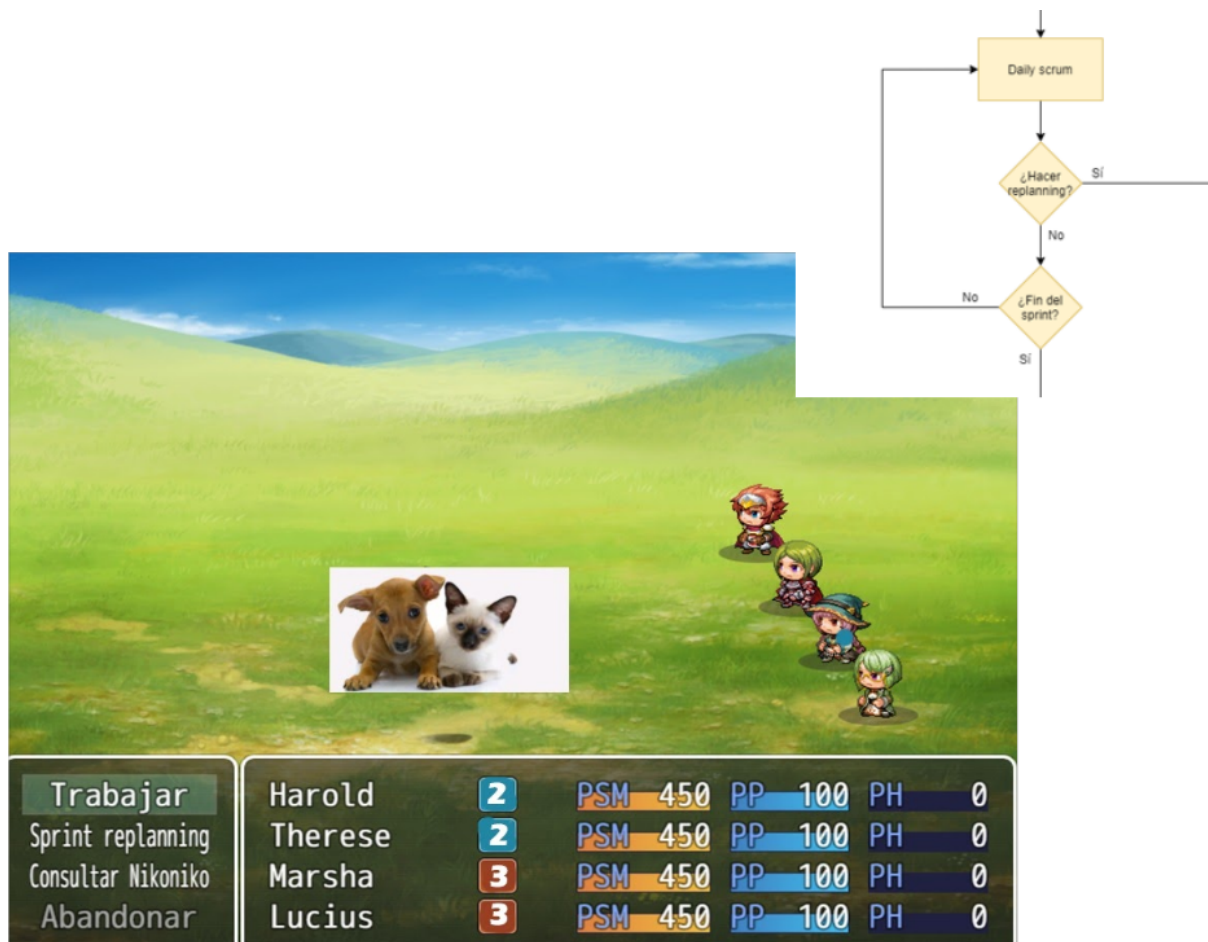 Daily scrum
¿Hacer
replanning?
Sí
No
¿Fin del
sprint?
No
Sí
Trabajar
Sprint replanning
Consultar Nikoniko
Abandonar
Harold 2 PSM 450 PP 100 PH 0
Therese 2 PSM 450 PP 100 PH 0
Marsha 3 PSM 450 PP 100 PH 0
Lucius 3 PSM 450 PP 100 PH 0